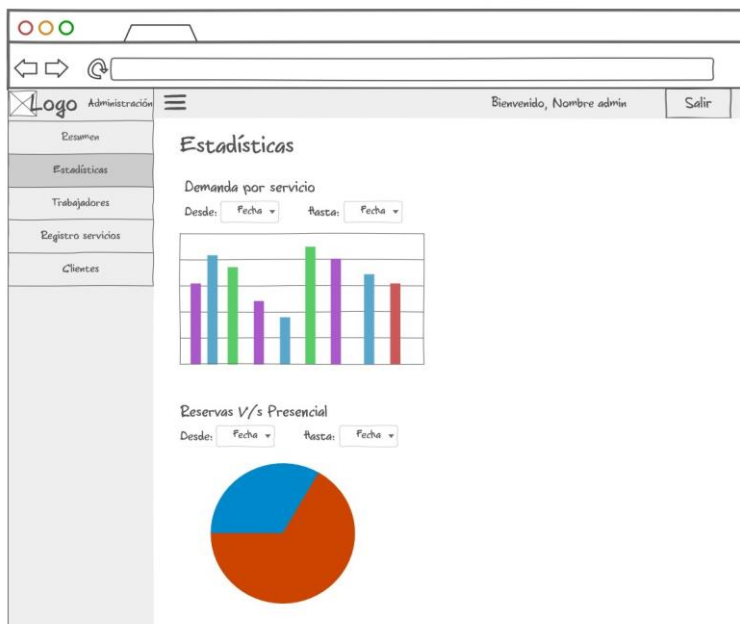 Logo Administración
Bienvenido, Nombre admin
Salir
Resumen
Estadísticas
Trabajadores
Registro servicios
Clientes
Estadísticas
Demanda por servicio
Desde: Fecha Hasta: Fecha
Reservas V/s Presencial
Desde: Fecha Hasta: Fecha